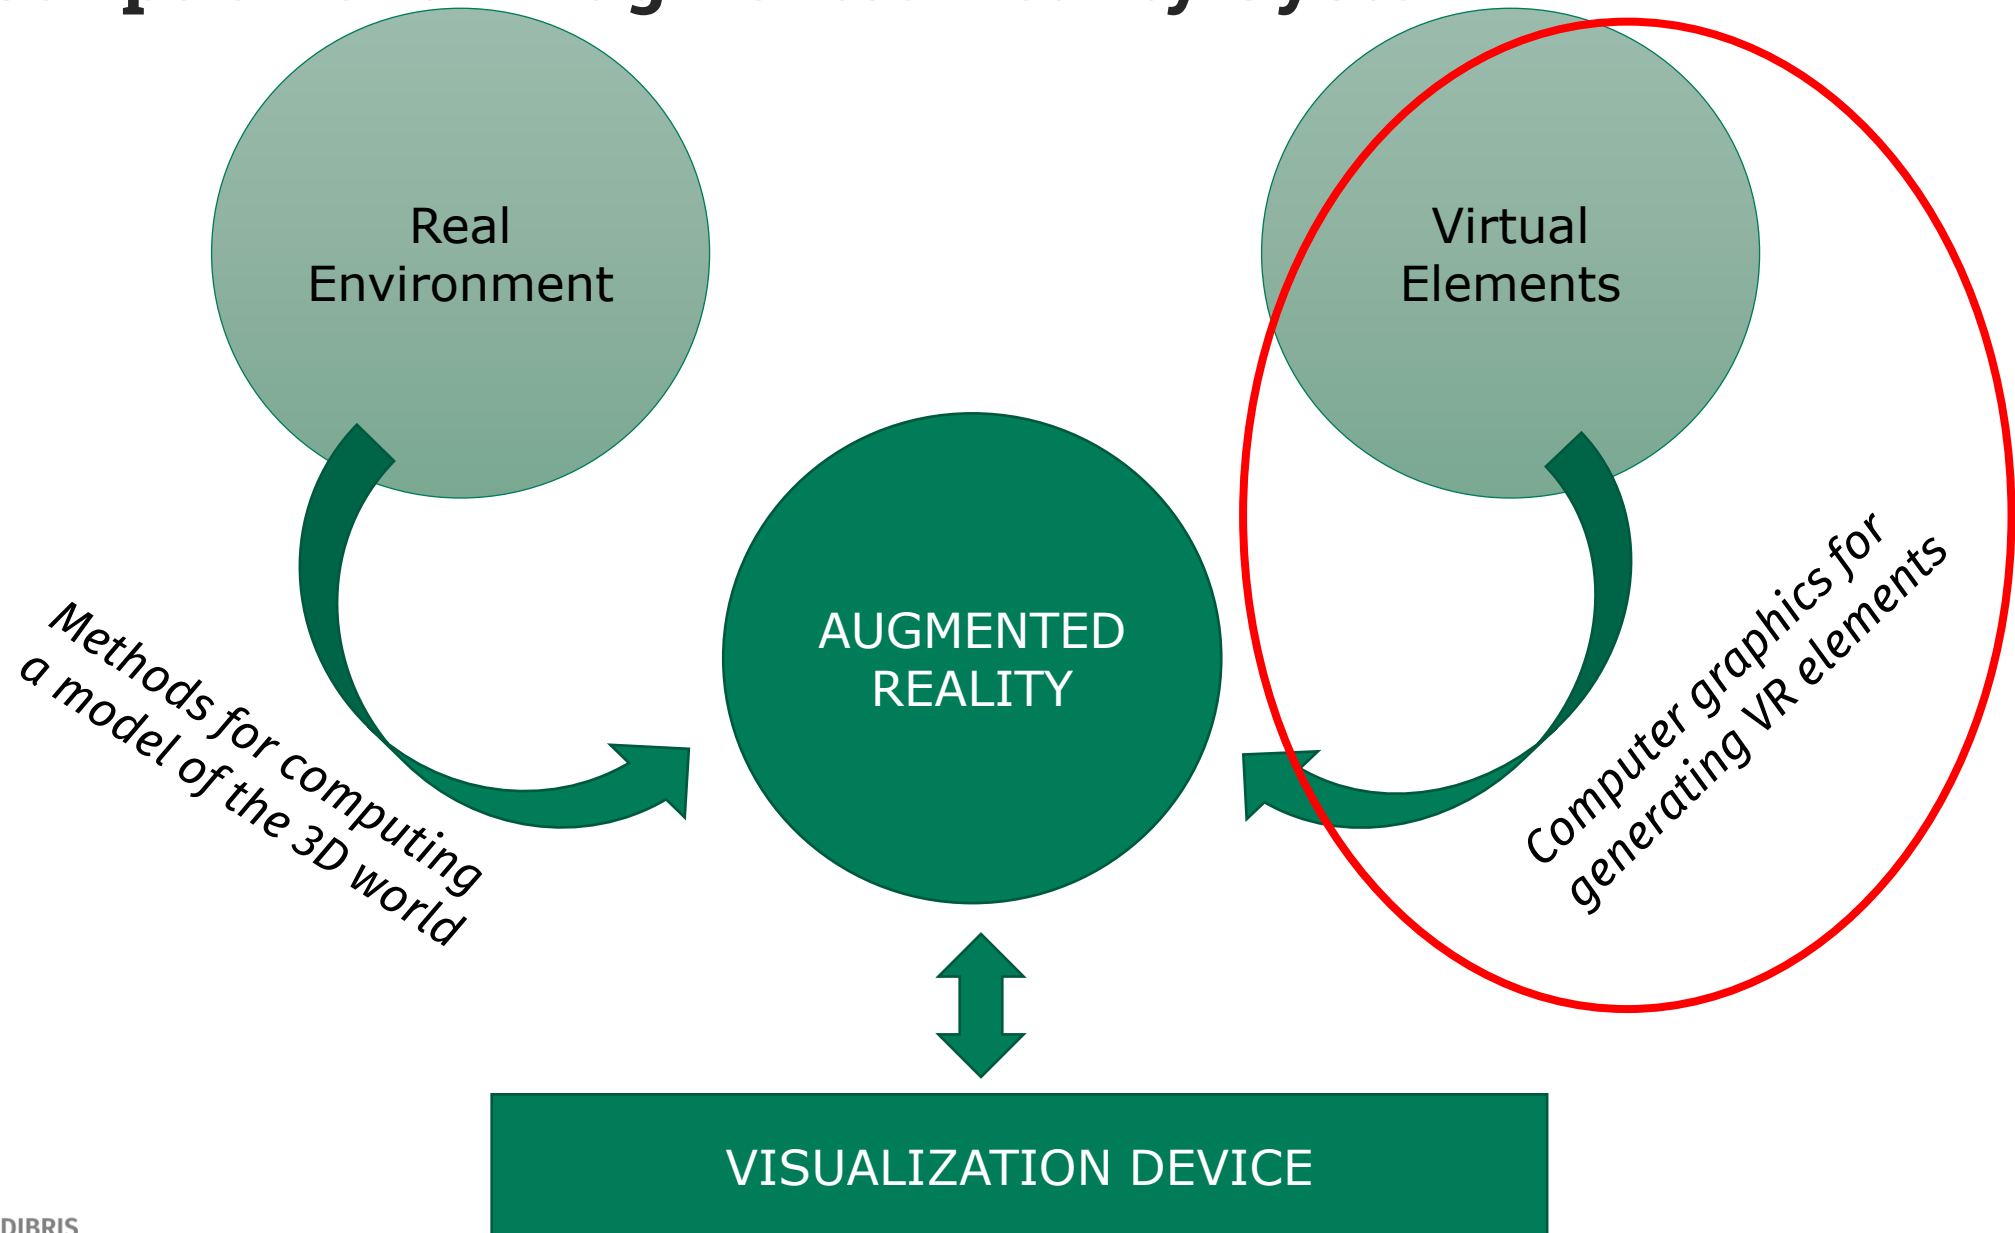 Real
Environment
Virtual
Elements
AUGMENTED
REALITY
Methods for computing
a model of the 3D world
Computer graphics for
generating VR elements
VISUALIZATION DEVICE
DIBRIS